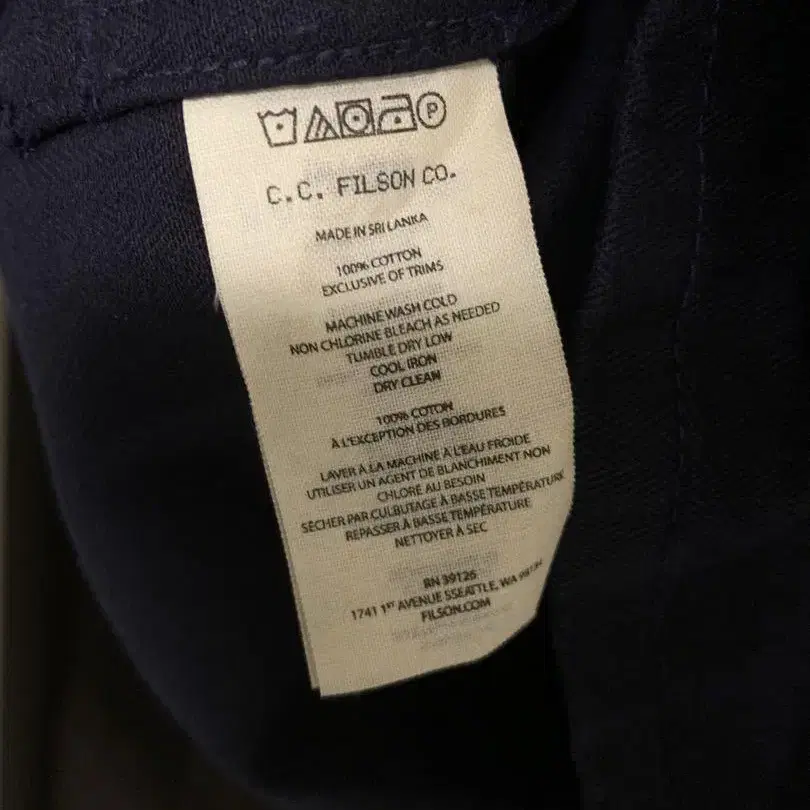 C.C. FILSON CO.
MADE IN SRI LANKA
100% COTTON
EXCLUSIVE OF TRIMS
MACHINE WASH COLD
NON CHLORINE BLEACH AS NEEDED
TUMBLE DRY LOW
COOL IRON
DRY CLEAN
100% COTON
À L'EXCEPTION DES BORDURES
LAVER À LA MACHINE À L'EAU FROIDE
UTILISER UN AGENT DE BLANCHIMENT NON
CHLORÉ AU BESOIN
SÉCHER PAR CULBUTAGE À BASSE TEMPÉRATURE
REPASSER À BASSE TEMPÉRATURE
NETTOYER À SEC
RN 39126
1741 1ST AVENUE SSEATTLE, WA
FILSON.COM